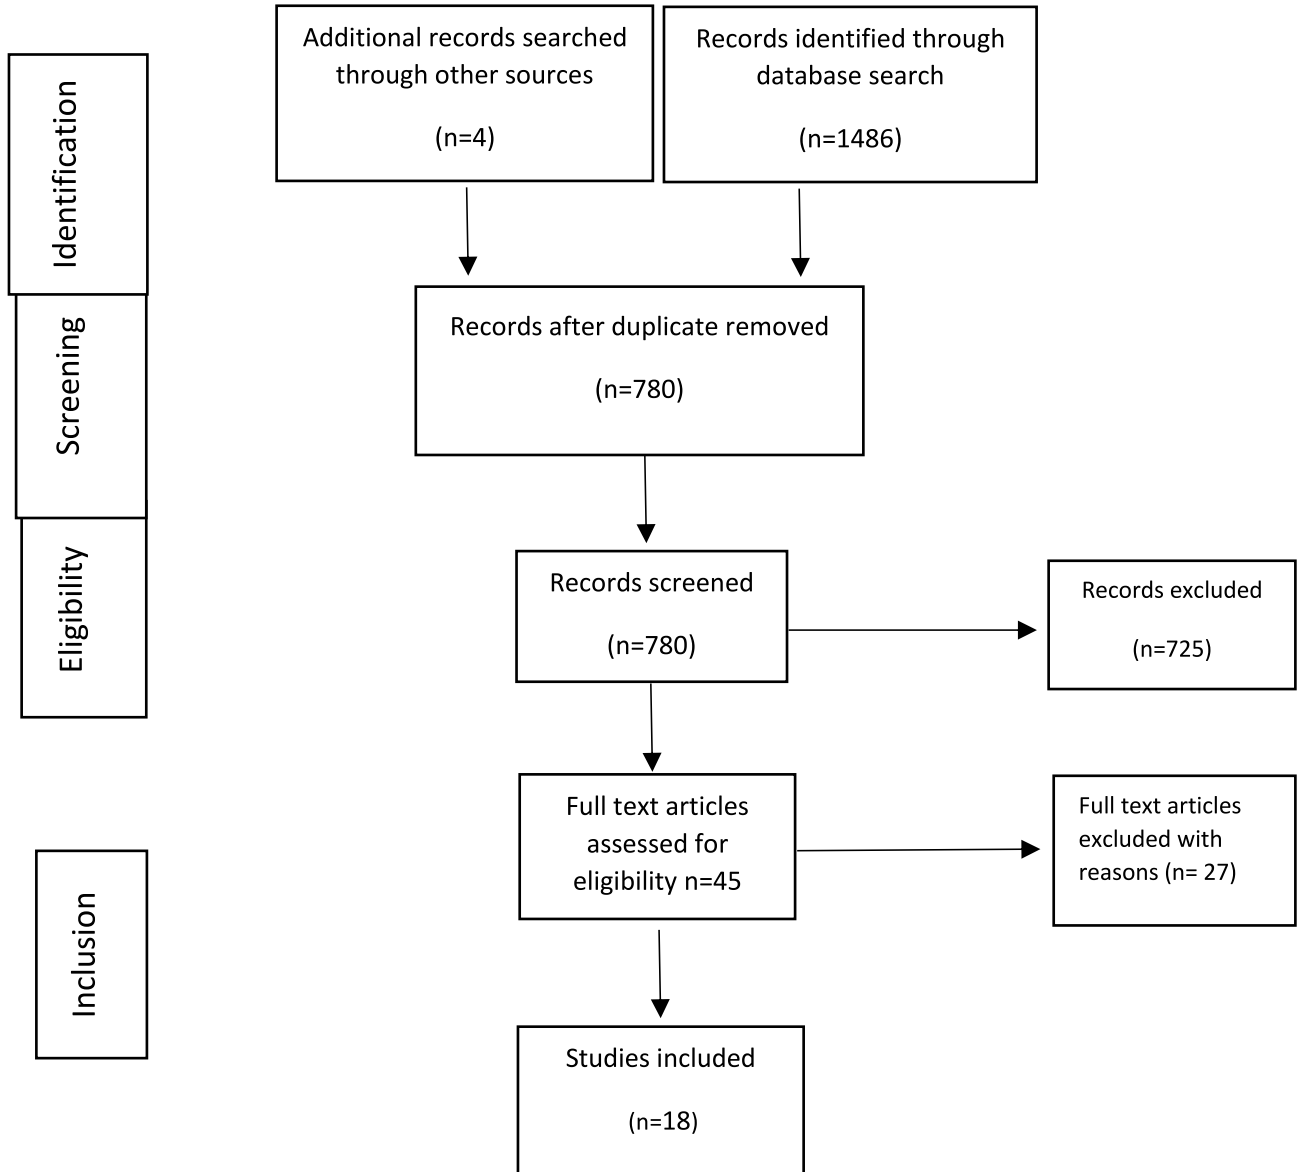 Identification
Additional records searched
through other sources
(n=4)
Records identified through
database search
(n=1486)
Screening
Records after duplicate removed
(n=780)
Eligibility
Records screened
(n=780)
Records excluded
(n=725)
Full text articles
assessed for
eligibility n=45
Full text articles
excluded with
reasons (n= 27)
Inclusion
Studies included
(n=18)